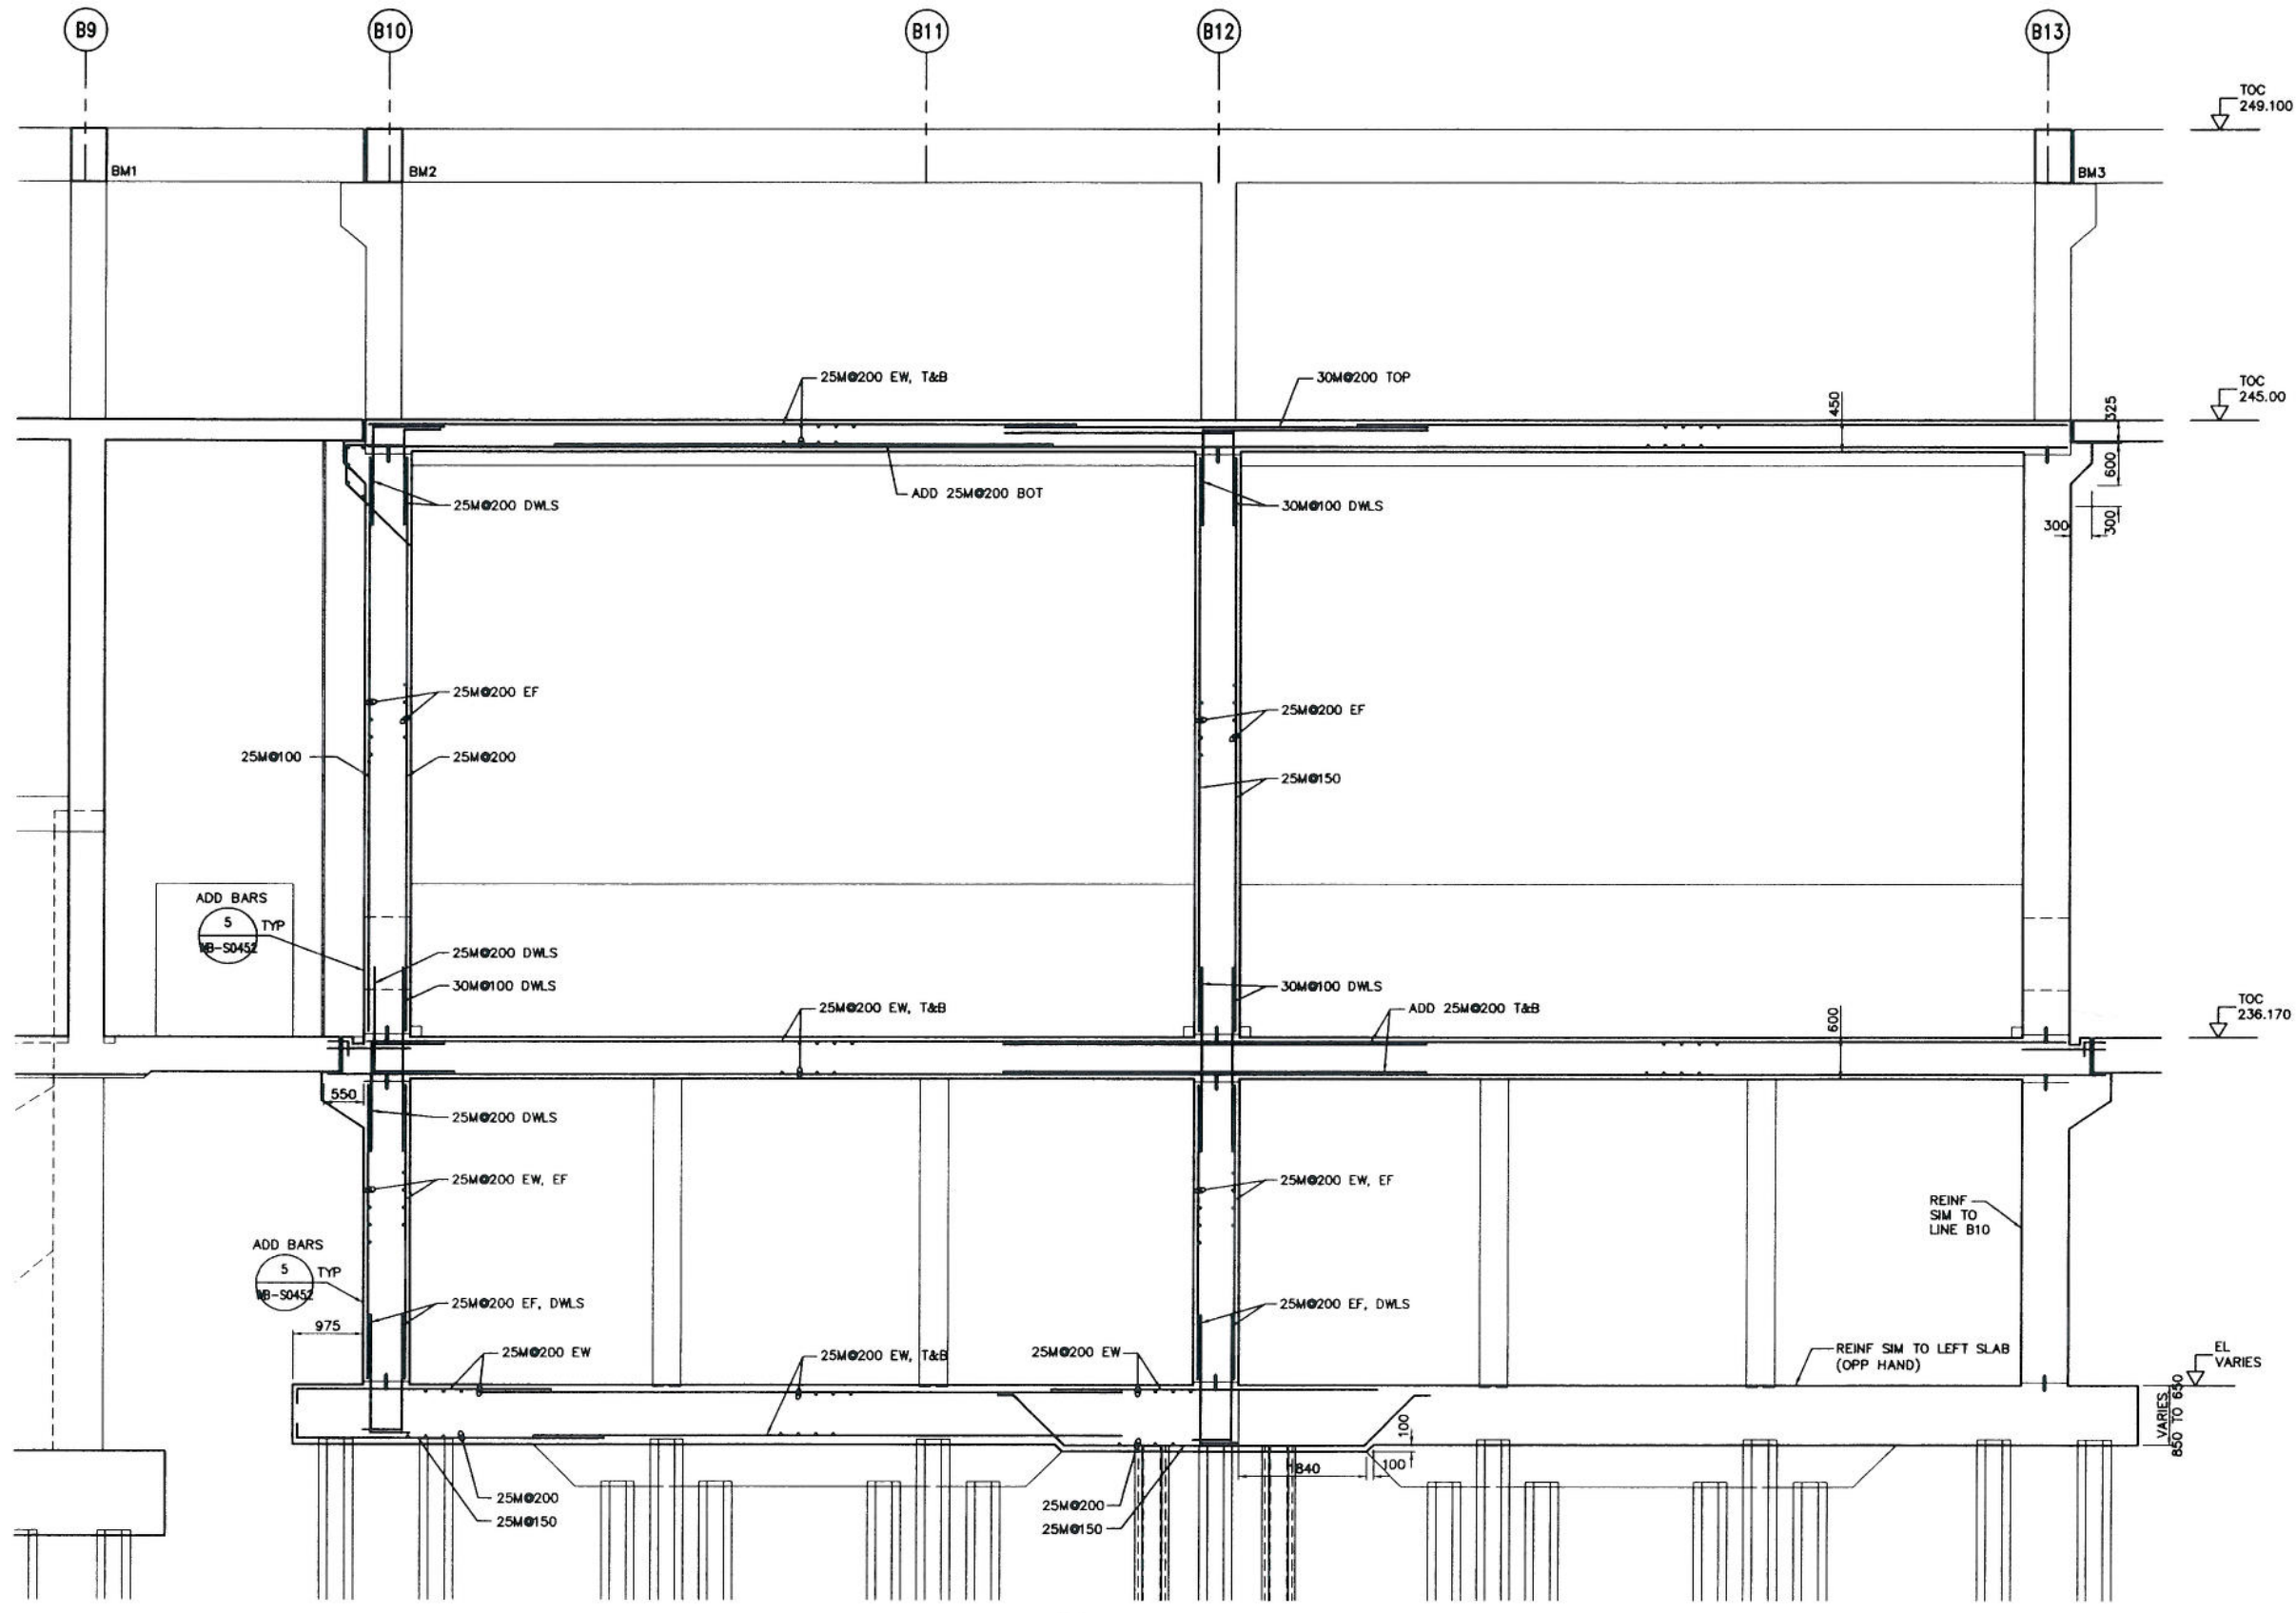 B9
B10
B11
B12
B13
TOC
249.100
BM1
BM2
BM3
25M@200 EW, T&B
30M@200 TOP
450
TOC
245.00
325
600
ADD 25M@200 BOT
25M@200 DWLS
30M@100 DWLS
300
300
25M@200 EF
25M@200 EF
25M@100
25M@200
25M@150
ADD BARS
5
TYP
25M@200 DWLS
30M@100 DWLS
30M@100 DWLS
25M@200 EW, T&B
ADD 25M@200 T&B
600
TOC
236.170
550
25M@200 DWLS
25M@200 EW, EF
25M@200 EW, EF
REINF
SIM TO
LINE B10
ADD BARS
5
TYP
25M@200 EF, DWLS
25M@200 EF, DWLS
975
25M@200 EW
25M@200 EW, T&B
25M@200 EW
REINF SIM TO LEFT SLAB
(OPP HAND)
EL
VARIES
VARIES
850 TO 650
100
1840
100
25M@200
25M@150
25M@200
25M@150